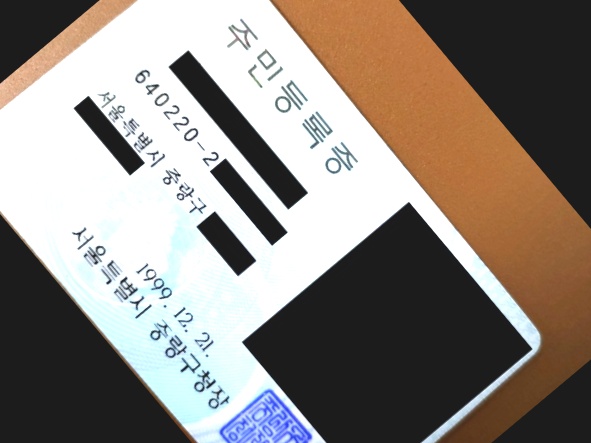 주민등록증
640220-2
서울특별시 중랑구
1999. 12. 21.
서울특별시 중랑구청장